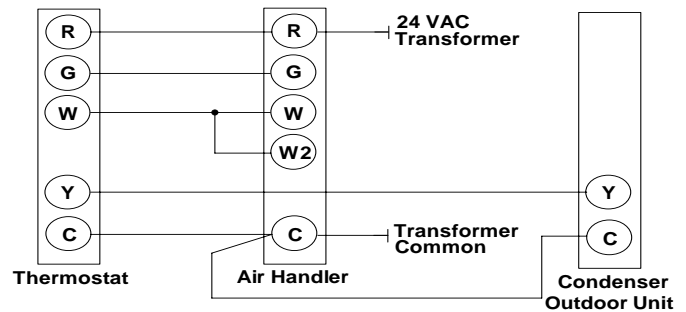 R R 24 VAC
Transformer
G G
W W
W2
Y Y
C C Transformer
Common
C
Thermostat Air Handler Condenser
Outdoor Unit